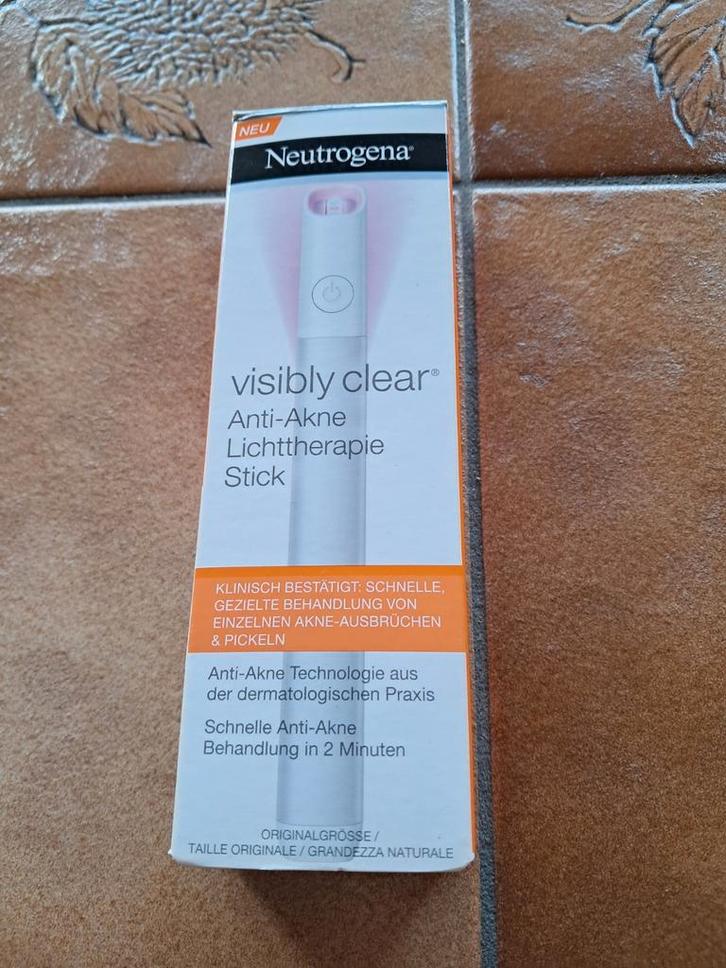 NEU
Neutrogena®
visibly clear®
Anti-Akne
Lichttherapie
Stick
KLINISCH BESTÄTIGT: SCHNELLE,
GEZIELTE BEHANDLUNG VON
EINZELNEN AKNE-AUSBRÜCHEN
& PICKELN
Anti-Akne Technologie aus
der dermatologischen Praxis
Schnelle Anti-Akne
Behandlung in 2 Minuten
ORIGINALGRÖSSE /
TAILLE ORIGINALE / GRANDEZZA NATURALE